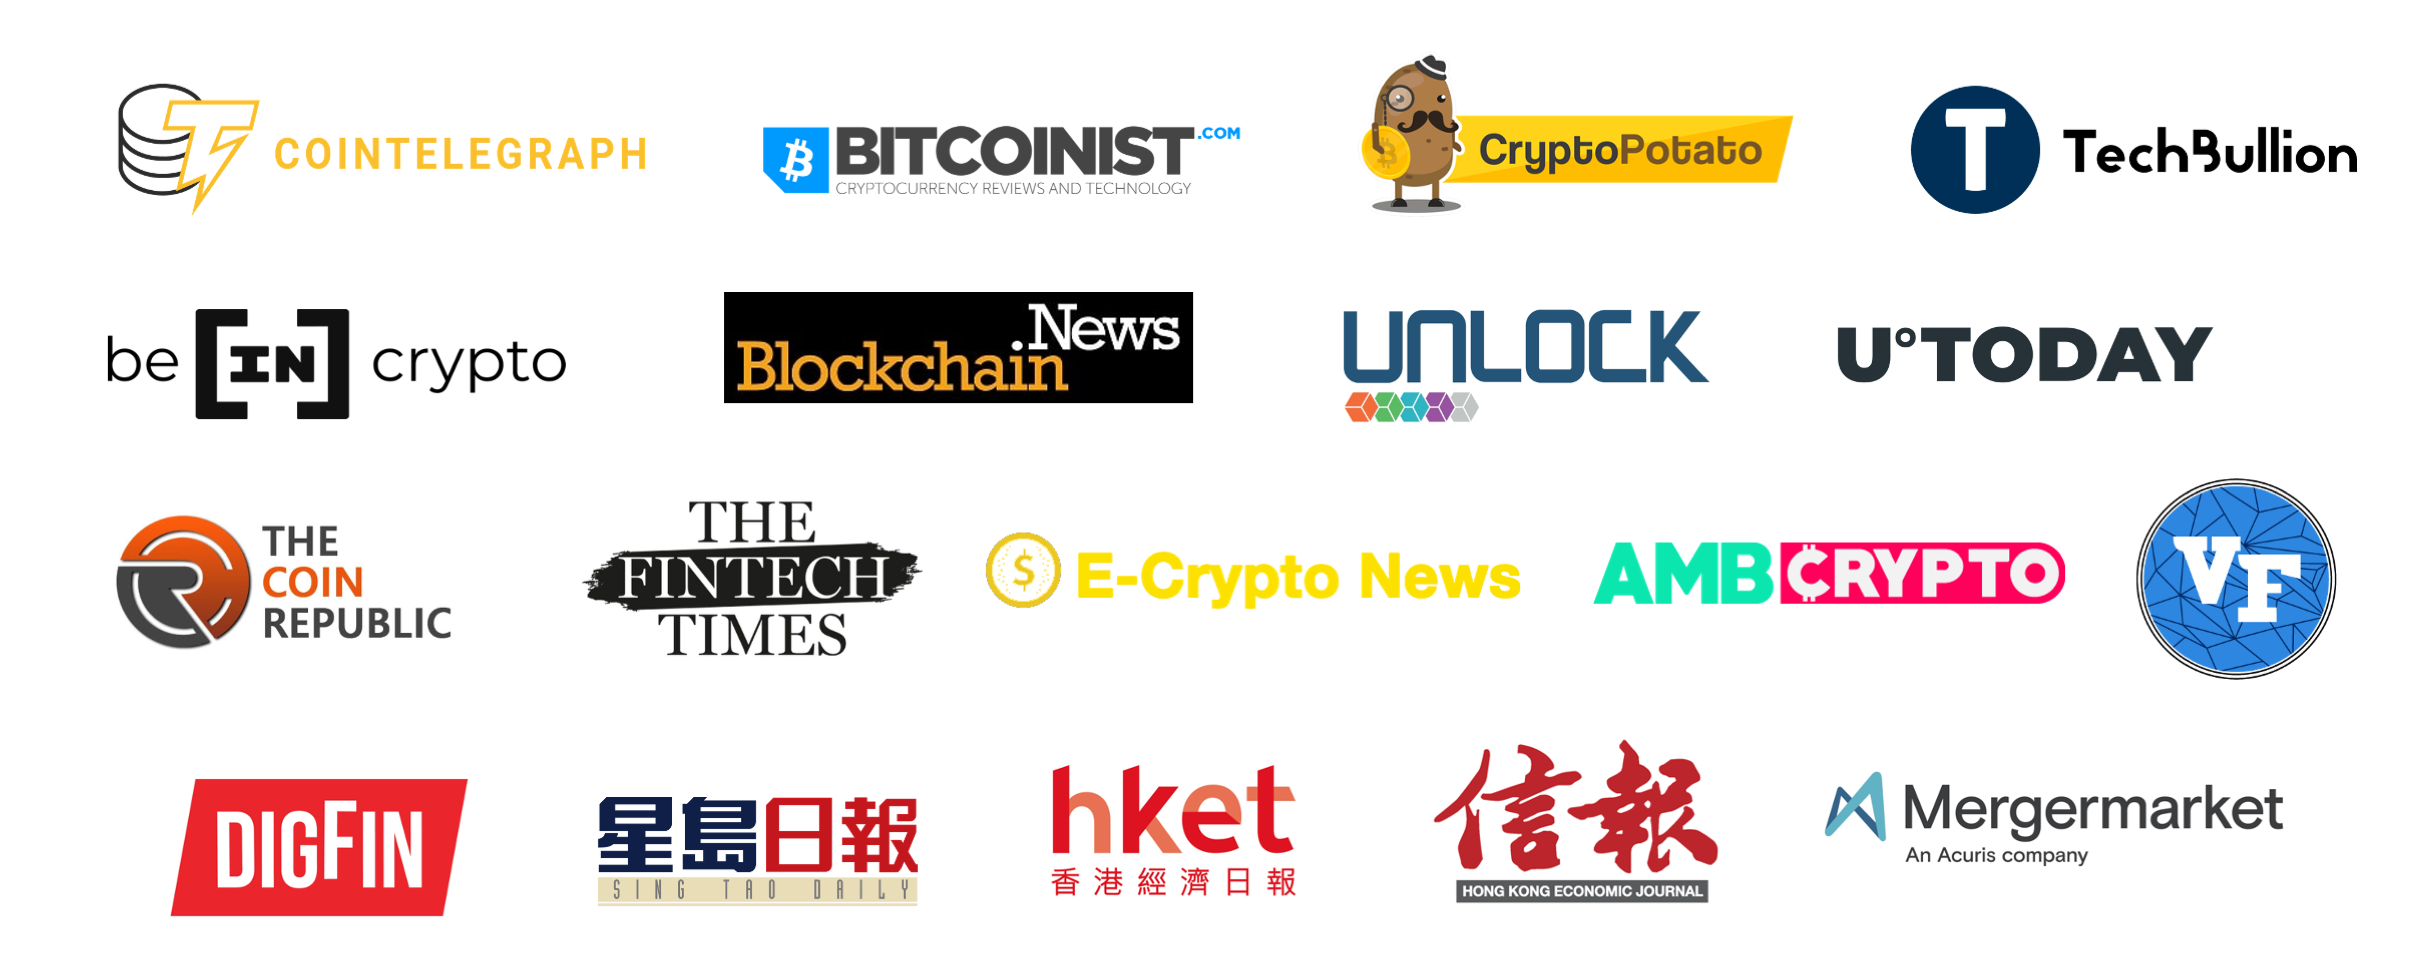 COINTELEGRAPH
BITCOINIST.COM
CRYPTOCURRENCY REVIEWS AND TECHNOLOGY
CryptoPotato
T TechBullion
be [IN] crypto
Blockchain.News
UNLOCK
U°TODAY
THE
COIN
REPUBLIC
THE
FINTECH
TIMES
$ E-Crypto News
AMBCRYPTO
VF
DIGFIN
星島日報
SING TAO DAILY
hket
香港經濟日報
信報
HONG KONG ECONOMIC JOURNAL
Mergermarket
An Acuris company